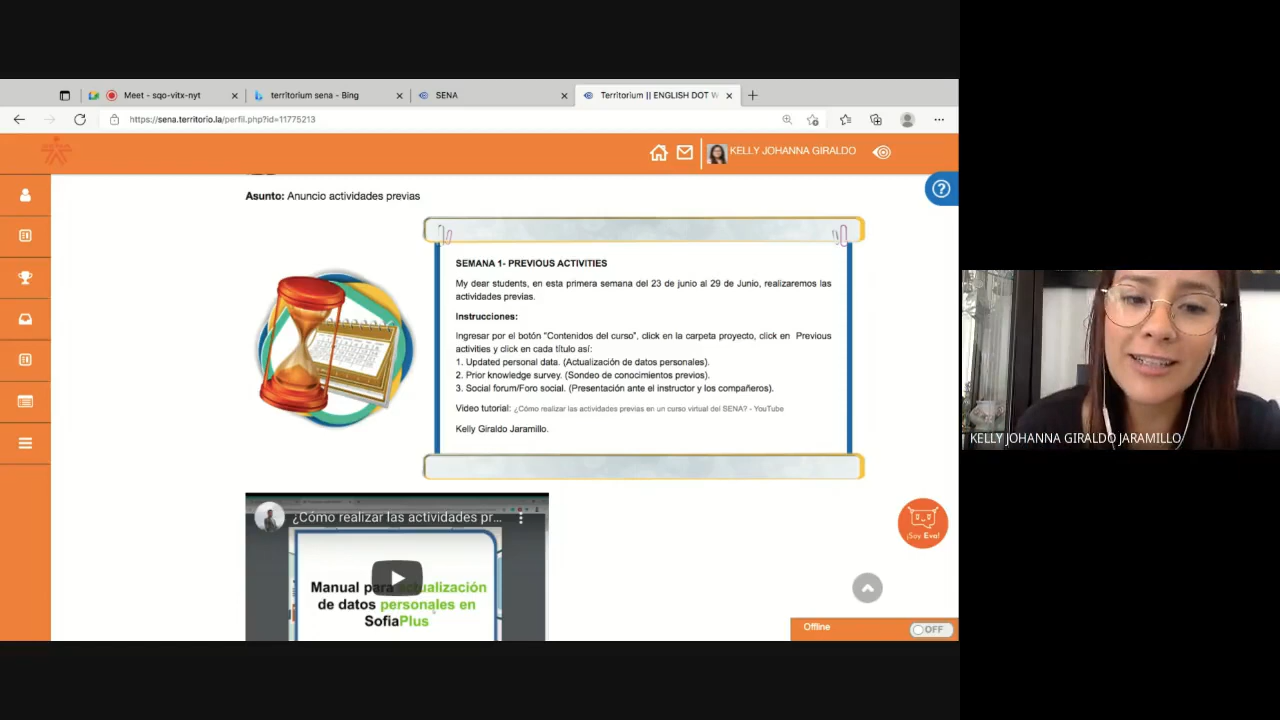 Meet - sqo-vitx-nyt
territorium sena - Bing
SENA
Territorium || ENGLISH DOT W
https://sena.territorio.la/perfil.php?id=11775213
KELLY JOHANNA GIRALDO
Asunto: Anuncio actividades previas
SEMANA 1- PREVIOUS ACTIVITIES
My dear students, en esta primera semana del 23 de junio al 29 de Junio, realizaremos las
actividades previas.
Instrucciones:
Ingresar por el botón "Contenidos del curso", click en la carpeta proyecto, click en Previous
activities y click en cada título así:
1. Updated personal data. (Actualización de datos personales).
2. Prior knowledge survey. (Sondeo de conocimientos previos).
3. Social forum/Foro social. (Presentación ante el instructor y los compañeros).
Video tutorial: ¿Cómo realizar las actividades previas en un curso virtual del SENA? - YouTube
Kelly Giraldo Jaramillo.
¿Cómo realizar las actividades pr...
Manual para actualización
de datos personales en
SofiaPlus
¡Soy Eva!
Offline
OFF
KELLY JOHANNA GIRALDO JARAMILLO